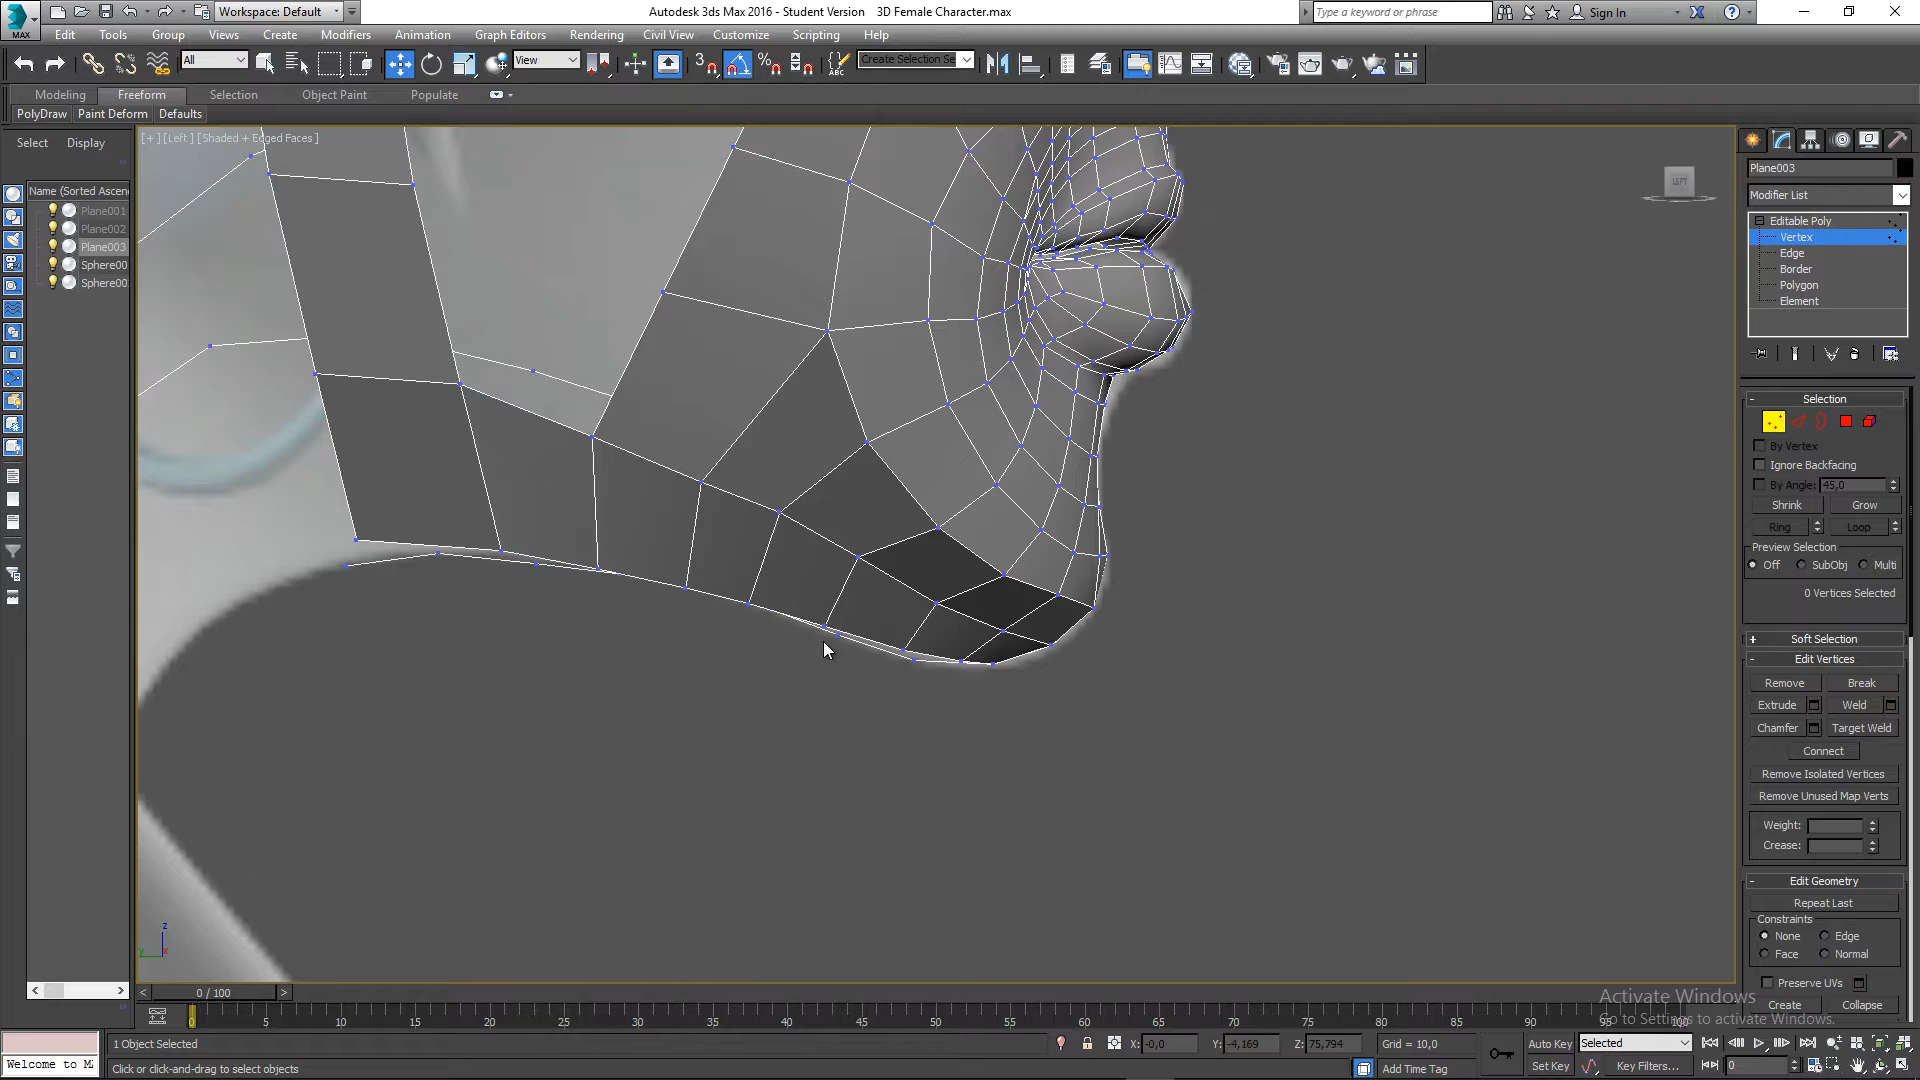 Workspace: Default
Autodesk 3ds Max 2016 - Student Version    3D Female Character.max
Type a keyword or phrase
Sign In
MAX
Edit Tools Group Views Create Modifiers Animation Graph Editors Rendering Civil View Customize Scripting Help
All
View
3
Create Selection Se
Modeling Freeform Selection Object Paint Populate
PolyDraw Paint Deform Defaults
Select Display
[+] [Left] [Shaded + Edged Faces]
Name (Sorted Ascen
Plane001
Plane002
Plane003
Sphere00
Sphere00
LEFT
Plane003
Modifier List
Editable Poly
Vertex
Edge
Border
Polygon
Element
Selection
By Vertex
Ignore Backfacing
By Angle: 45,0
Shrink Grow
Ring Loop
Preview Selection
Off SubObj Multi
0 Vertices Selected
+ Soft Selection
- Edit Vertices
Remove Break
Extrude Weld
Chamfer Target Weld
Connect
Remove Isolated Vertices
Remove Unused Map Verts
Weight:
Crease:
- Edit Geometry
Repeat Last
Constraints
None Edge
Face Normal
Preserve UVs
Create Collapse
z
y
x
Activate Windows
Go to Settings to activate Windows.
< 0 / 100 >
0 5 10 15 20 25 30 35 40 45 50 55 60 65 70 75 80 85 90 95 100
1 Object Selected
X: -0,0 Y: -4,169 Z: 75,794 Grid = 10,0
Auto Key Selected
Welcome to M
Click or click-and-drag to select objects
Add Time Tag
Set Key Key Filters... 0